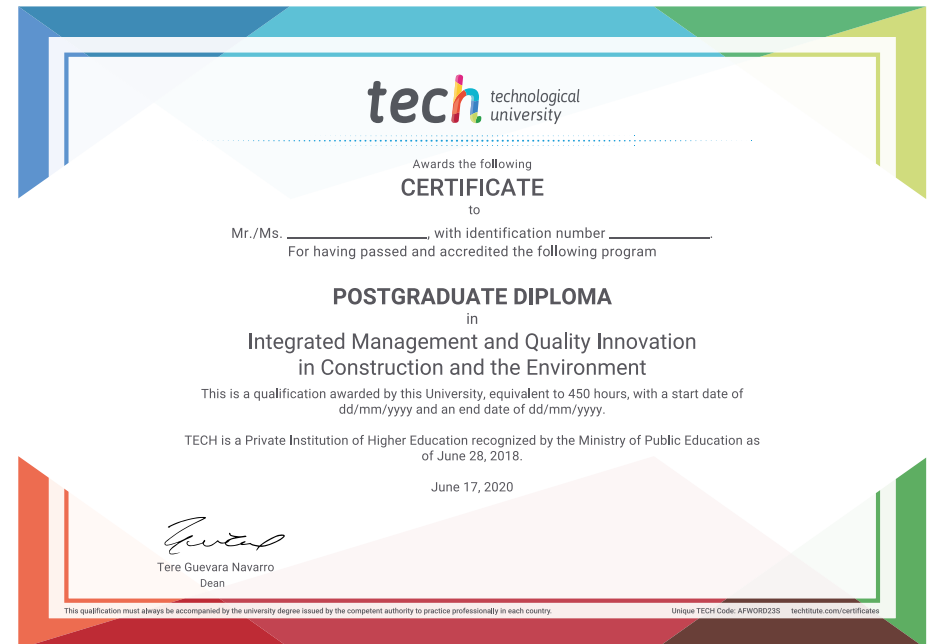 tech technological
university
Awards the following
CERTIFICATE
to
Mr./Ms. ____________________, with identification number ______________.
For having passed and accredited the following program
POSTGRADUATE DIPLOMA
in
Integrated Management and Quality Innovation
in Construction and the Environment
This is a qualification awarded by this University, equivalent to 450 hours, with a start date of
dd/mm/yyyy and an end date of dd/mm/yyyy.
TECH is a Private Institution of Higher Education recognized by the Ministry of Public Education as
of June 28, 2018.
June 17, 2020
Tere Guevara Navarro
Dean
This qualification must always be accompanied by the university degree issued by the competent authority to practice professionally in each country.
Unique TECH Code: AFWORD23S techtitute.com/certificates